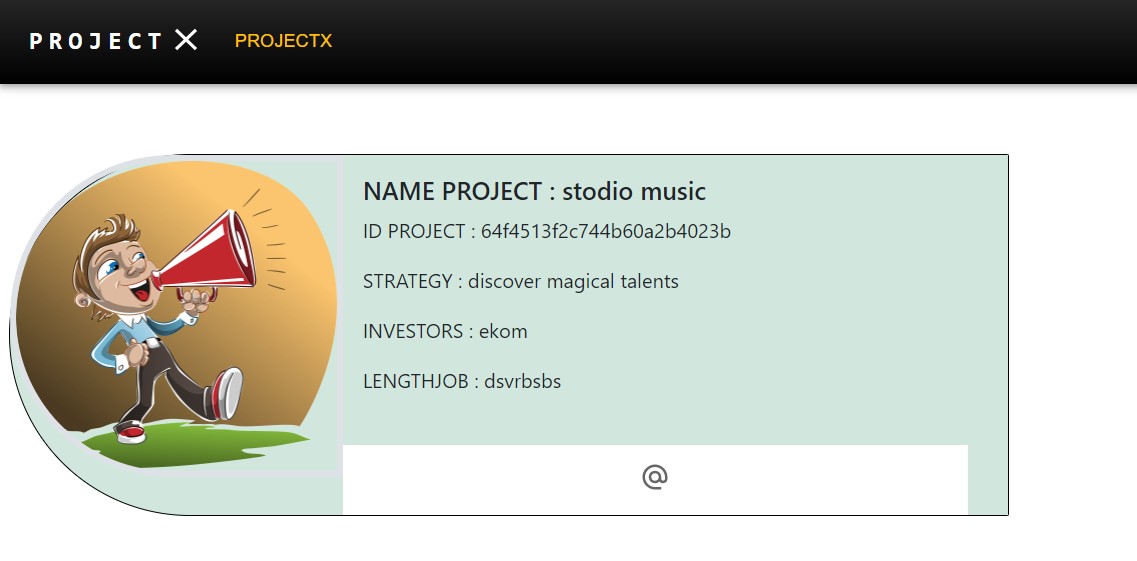 PROJECT X PROJECTX
NAME PROJECT : stodio music
ID PROJECT : 64f4513f2c744b60a2b4023b
STRATEGY : discover magical talents
INVESTORS : ekom
LENGTHJOB : dsvrbsbs
@